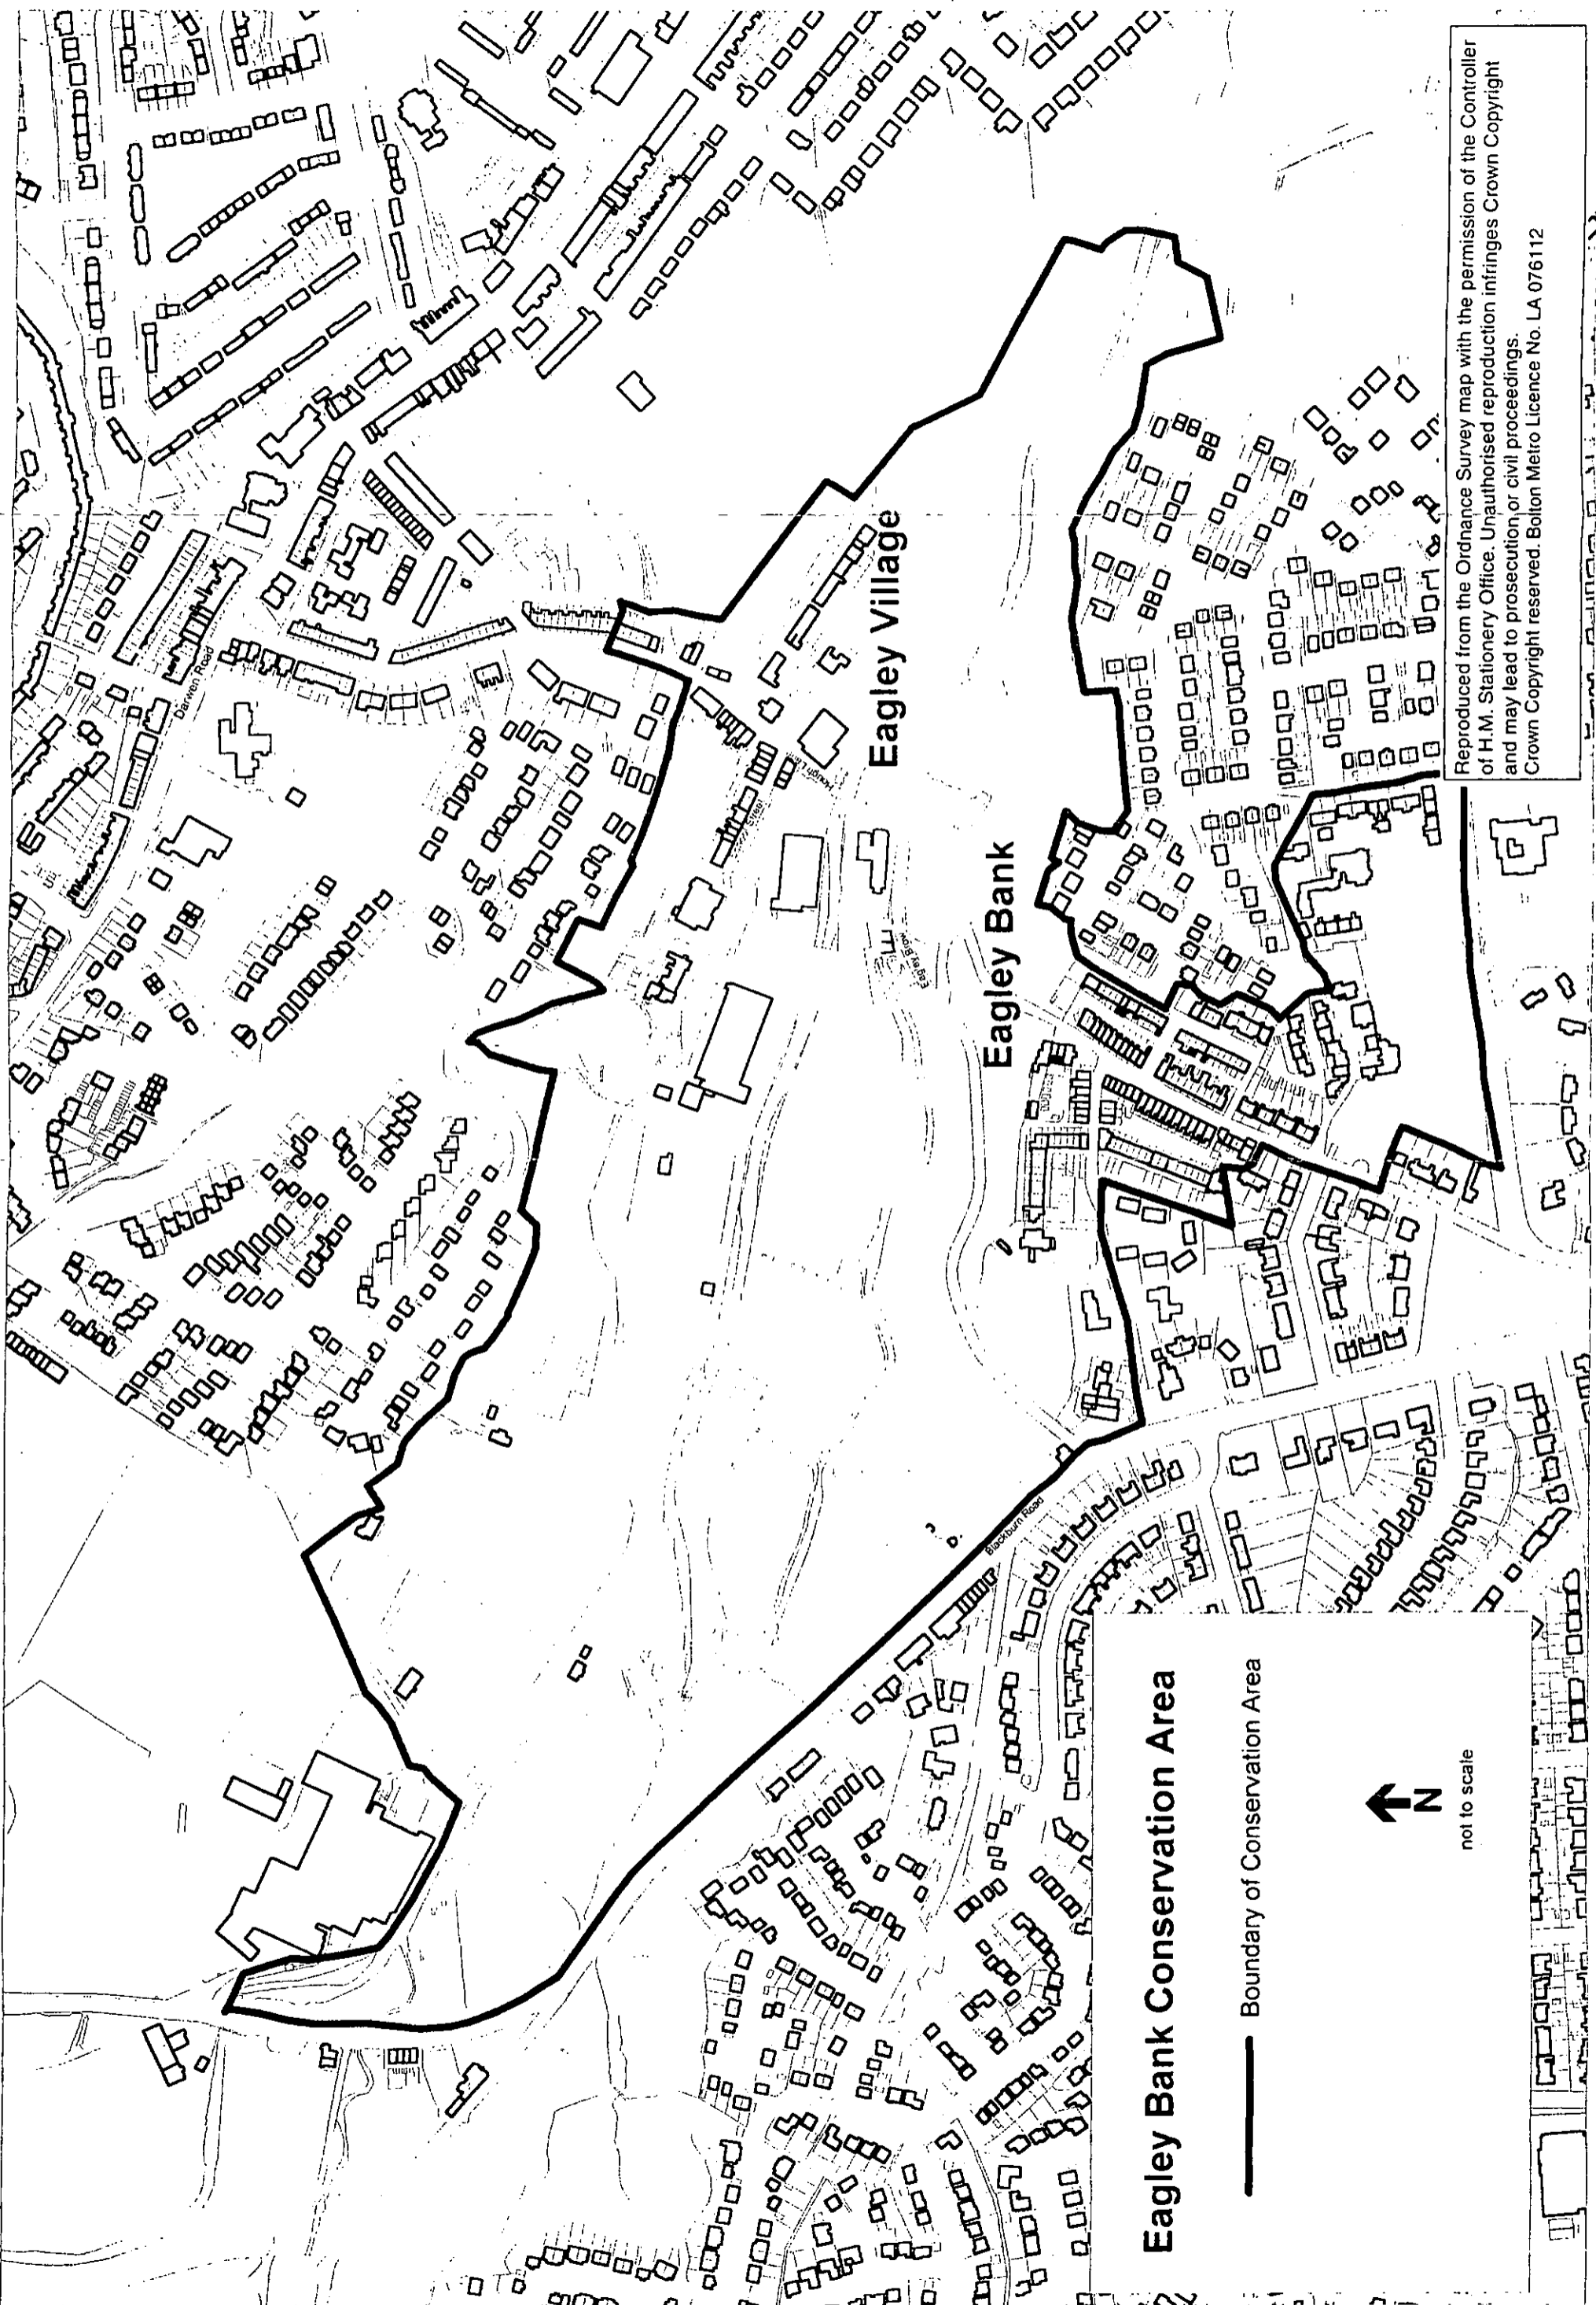 Eagley Bank Conservation Area
Boundary of Conservation Area
N
not to scale
Eagley Village
Eagley Bank
Darwen Road
Blackburn Road
Eagley Brow
Reproduced from the Ordnance Survey map with the permission of the Controller
of H.M. Stationery Office. Unauthorised reproduction infringes Crown Copyright
and may lead to prosecution or civil proceedings.
Crown Copyright reserved. Bolton Metro Licence No. LA 076112